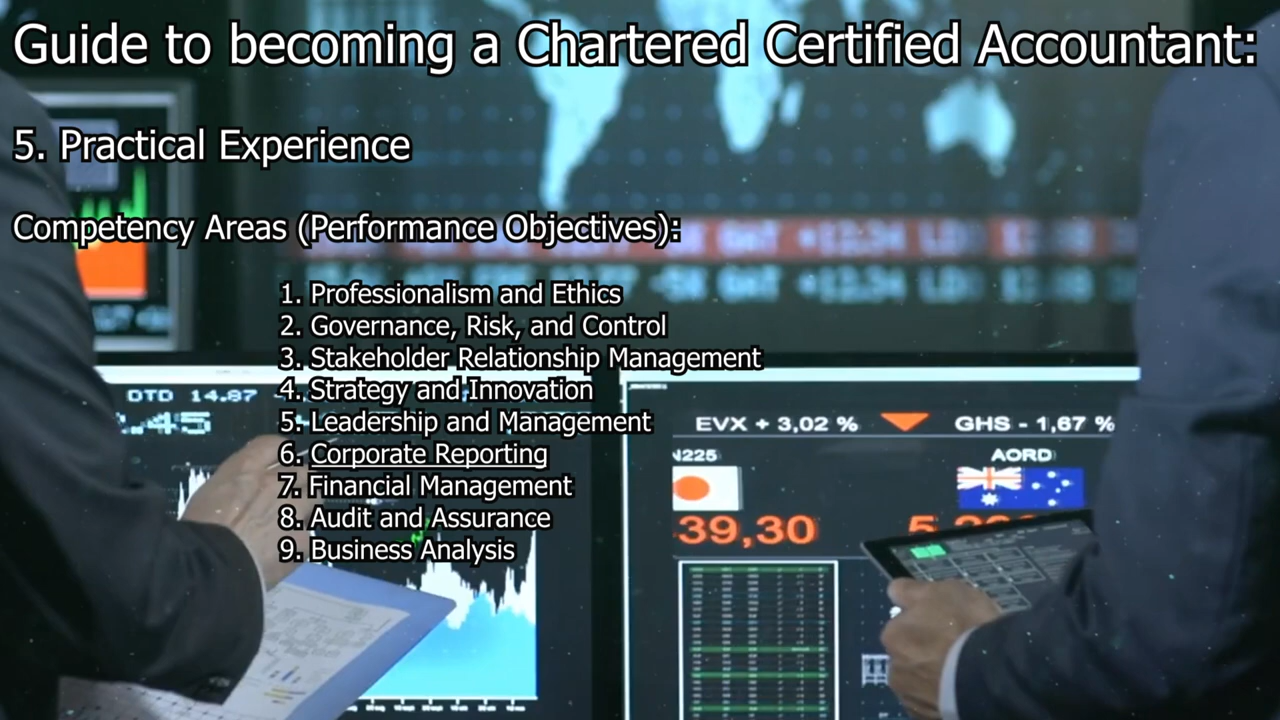 Guide to becoming a Chartered Certified Accountant:
5. Practical Experience
Competency Areas (Performance Objectives):
1. Professionalism and Ethics
2. Governance, Risk, and Control
3. Stakeholder Relationship Management
4. Strategy and Innovation
5. Leadership and Management
6. Corporate Reporting
7. Financial Management
8. Audit and Assurance
9. Business Analysis
DTD 14.87
.45
EVX + 3,02 % GHS - 1,67 %
N225 AORD
39,30